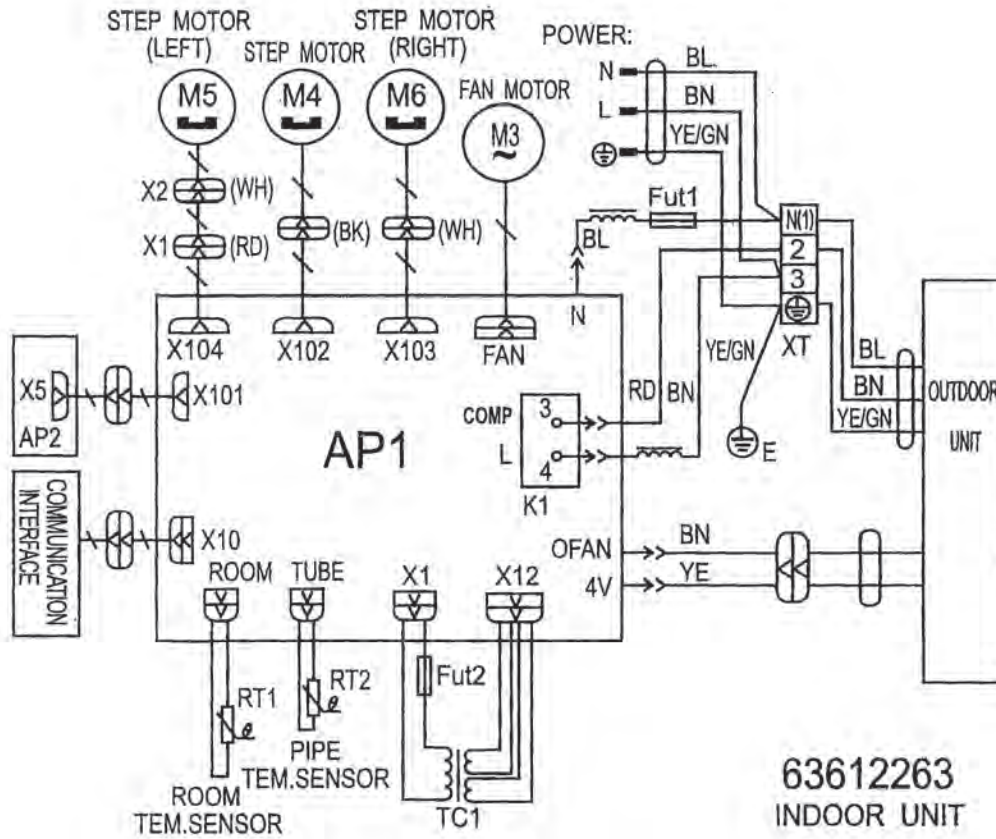 STEP MOTOR
(LEFT)
STEP MOTOR
STEP MOTOR
(RIGHT)
FAN MOTOR
POWER:
M5
M4
M6
M3
~
N
L
BL
BN
YE/GN
X2
(WH)
X1
(RD)
(BK)
(WH)
BL
Fut1
N
N(1)
2
3
XT
X104
X102
X103
FAN
YE/GN
E
BL
BN
YE/GN
OUTDOOR
UNIT
X5
AP2
X101
AP1
COMP
L
3
4
K1
RD
BN
COMMUNICATION
INTERFACE
X10
OFAN
4V
BN
YE
ROOM
TUBE
X1
X12
RT1
RT2
Fut2
ROOM
TEM.SENSOR
PIPE
TEM.SENSOR
TC1
63612263
INDOOR UNIT